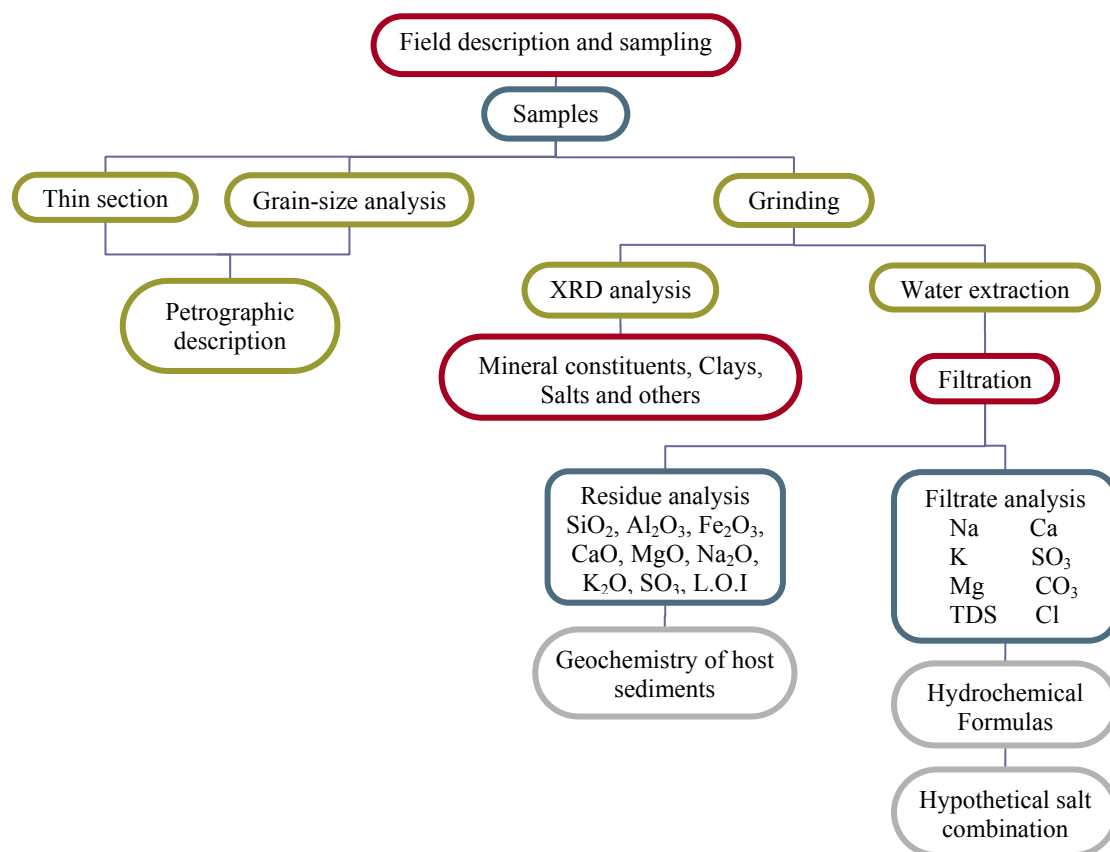 Field description and sampling
Samples
Thin section
Grain-size analysis
Grinding
Petrographic
description
XRD analysis
Water extraction
Mineral constituents, Clays,
Salts and others
Filtration
Residue analysis
SiO₂, Al₂O₃, Fe₂O₃,
CaO, MgO, Na₂O,
K₂O, SO₃, L.O.I
Filtrate analysis
Na Ca
K SO₃
Mg CO₃
TDS Cl
Geochemistry of host
sediments
Hydrochemical
Formulas
Hypothetical salt
combination